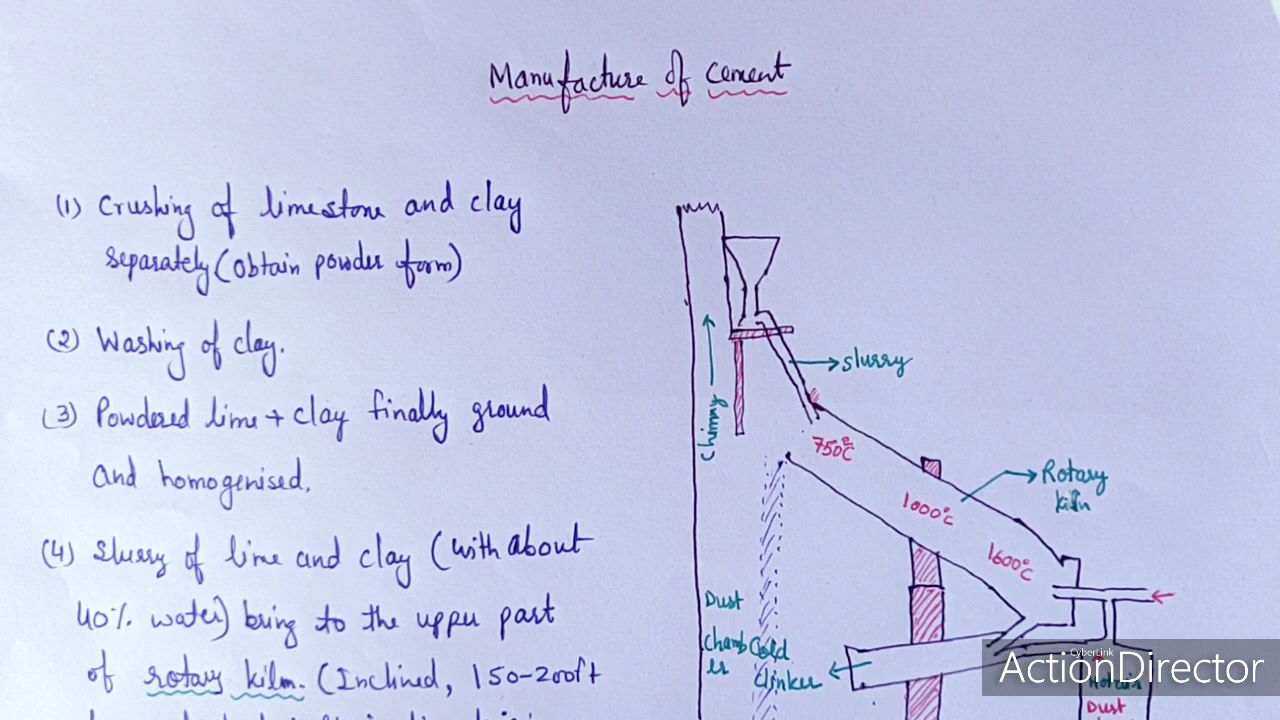 Manufacture of Cement
(1) Crushing of limestone and clay
separately (obtain powder form)
(2) Washing of clay.
(3) Powdered lime + clay finally ground
and homogenised.
(4) Slurry of lime and clay (with about
40% water) bring to the upper part
of rotary kiln. (Inclined, 150-200ft
Chimny
slurry
750°C
Rotary
kiln
1000°C
1600°C
Dust
chamb
er
Cold
clinker
CyberLink
ActionDirector
Dust